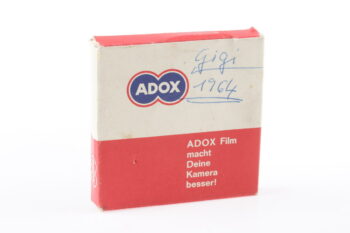 gigi
1964
ADOX
ADOX Film
macht
Deine
Kamera
besser!